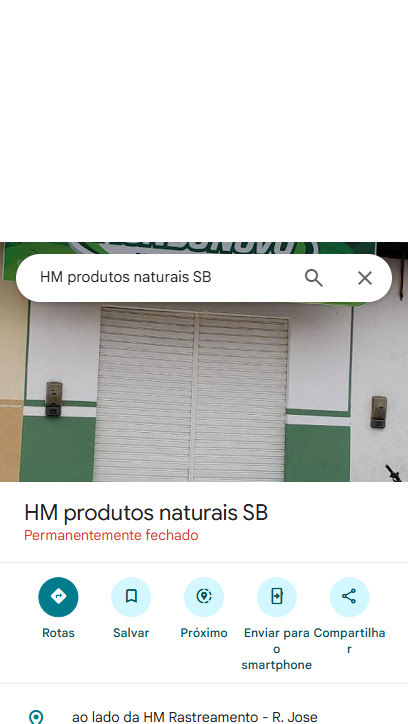 HM produtos naturais SB
HM produtos naturais SB
Permanentemente fechado
Rotas
Salvar
Próximo
Enviar para
o
smartphone
Compartilha
r
ao lado da HM Rastreamento - R. Jose